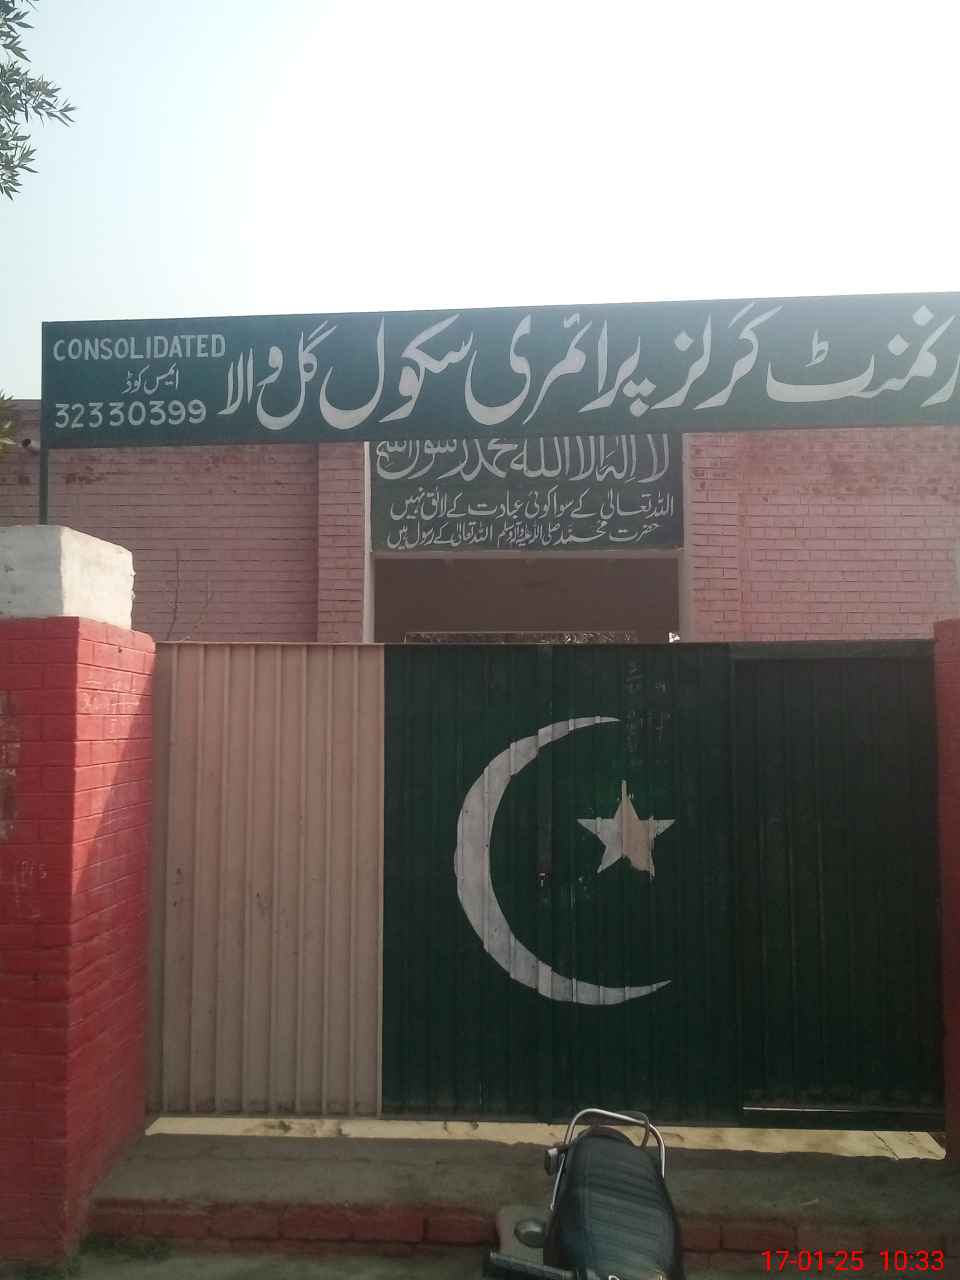 رنمنٹ گرلز پرائمری سکول گل والا
CONSOLIDATED
ایمس کوڈ
32330399
لا الہ الا اللہ محمد رسول اللہ
اللہ تعالیٰ کے سوا کوئی عبادت کے لائق نہیں
حضرت محمد صلی اللہ علیہ وآلہ وسلم اللہ تعالیٰ کے رسول ہیں
17-01-25 10:33